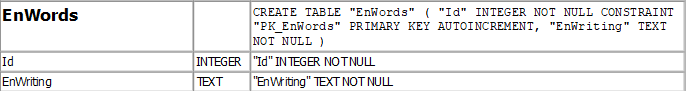 EnWords CREATE TABLE "EnWords" ( "Id" INTEGER NOT NULL CONSTRAINT
"PK_EnWords" PRIMARY KEY AUTOINCREMENT, "EnWriting" TEXT
NOT NULL )
Id INTEGER "Id" INTEGER NOT NULL
EnWriting TEXT "EnWriting" TEXT NOT NULL